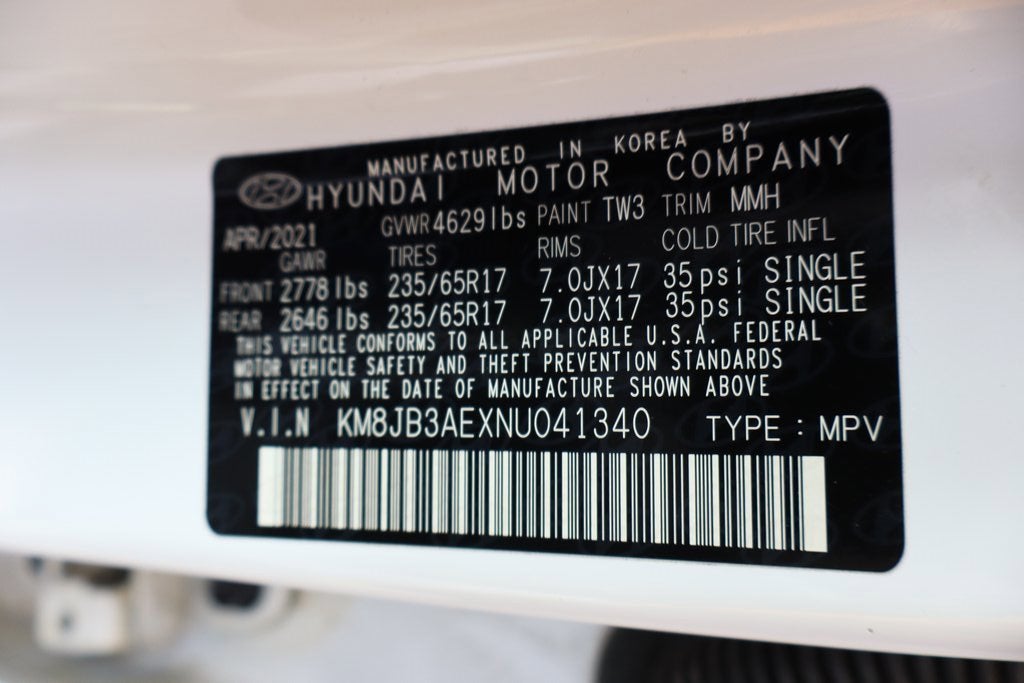 MANUFACTURED IN KOREA BY
HYUNDAI MOTOR COMPANY
APR/2021 GVWR 4629lbs PAINT TW3 TRIM MMH
GAWR TIRES RIMS COLD TIRE INFL
FRONT 2778 lbs 235/65R17 7.0JX17 35psi SINGLE
REAR 2646 lbs 235/65R17 7.0JX17 35psi SINGLE
THIS VEHICLE CONFORMS TO ALL APPLICABLE U.S.A. FEDERAL
MOTOR VEHICLE SAFETY AND THEFT PREVENTION STANDARDS
IN EFFECT ON THE DATE OF MANUFACTURE SHOWN ABOVE
V.I.N KM8JB3AEXNU041340 TYPE : MPV